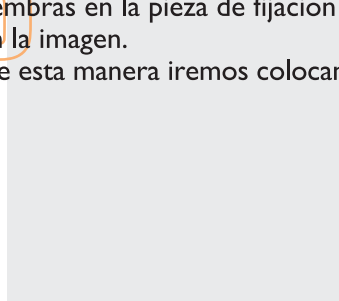 embras en la pieza de fijación
la imagen.
e esta manera iremos colocar